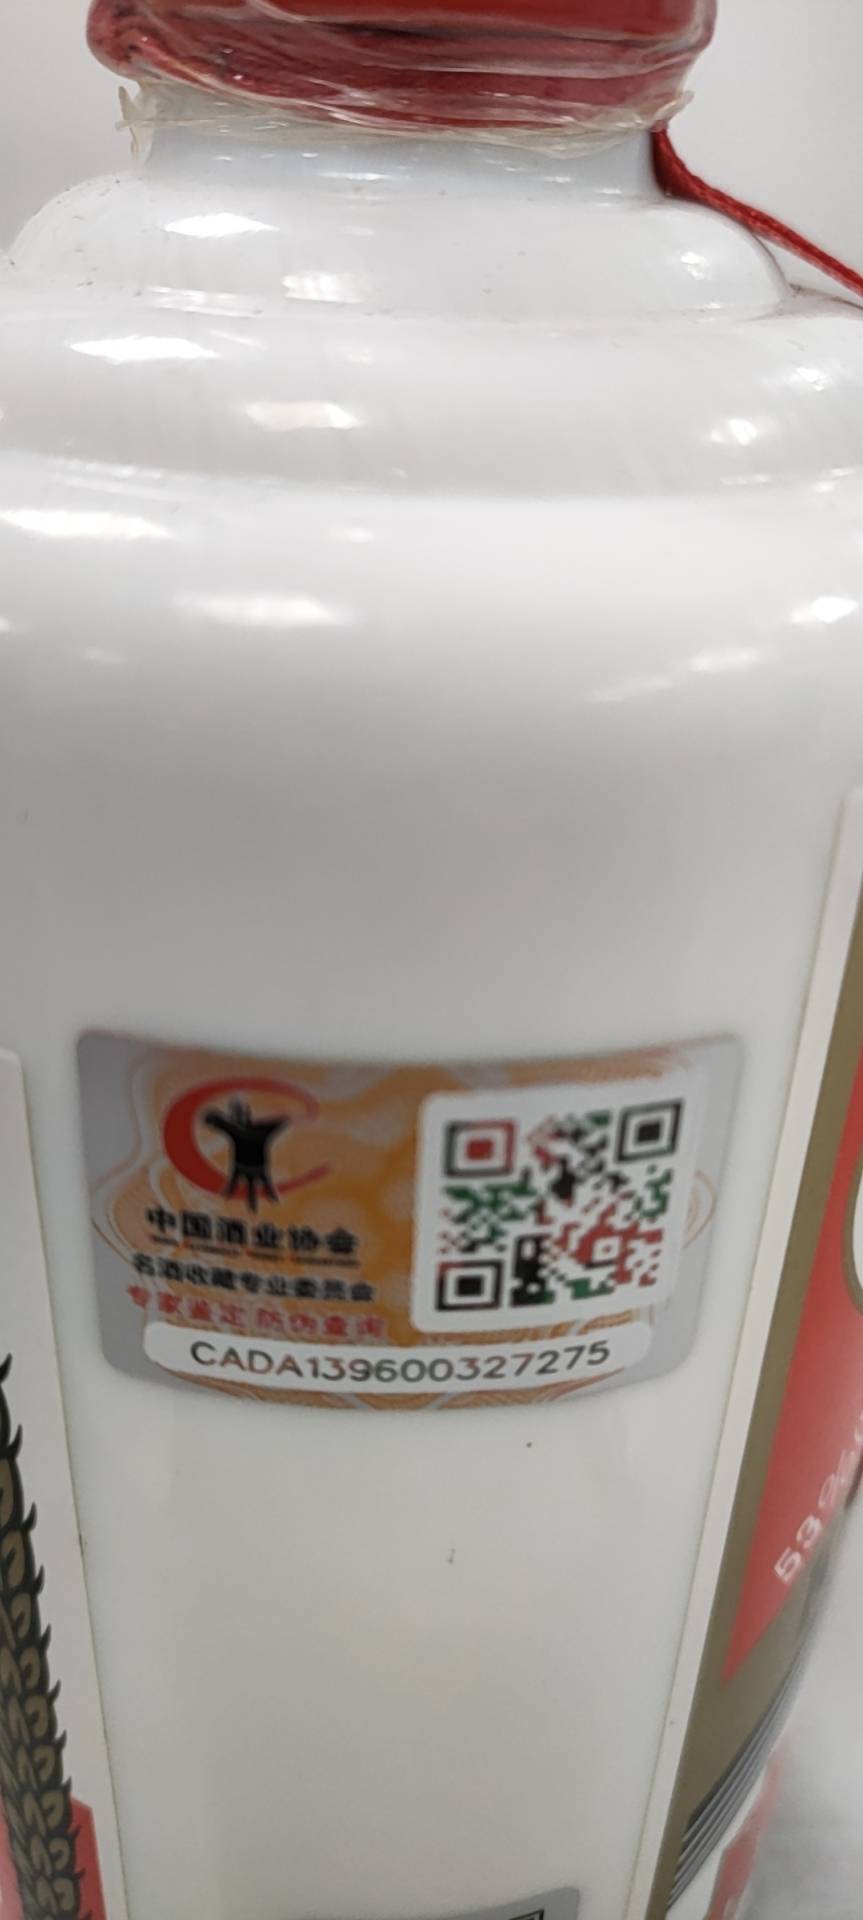 中国酒业协会
名酒收藏专业委员会
专家鉴定 防伪查询
CADA139600327275
53%